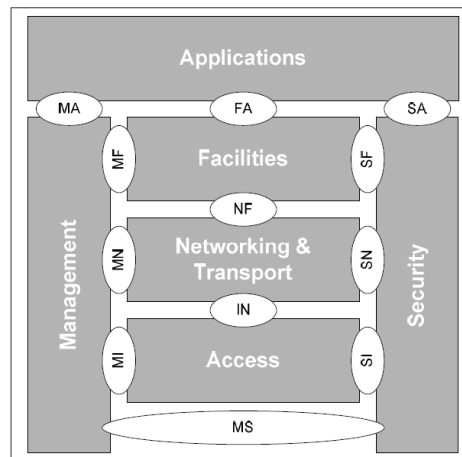 Applications
MA
FA
SA
MF
Facilities
SF
NF
Management
MN
Networking &
Transport
SN
Security
IN
MI
Access
SI
MS